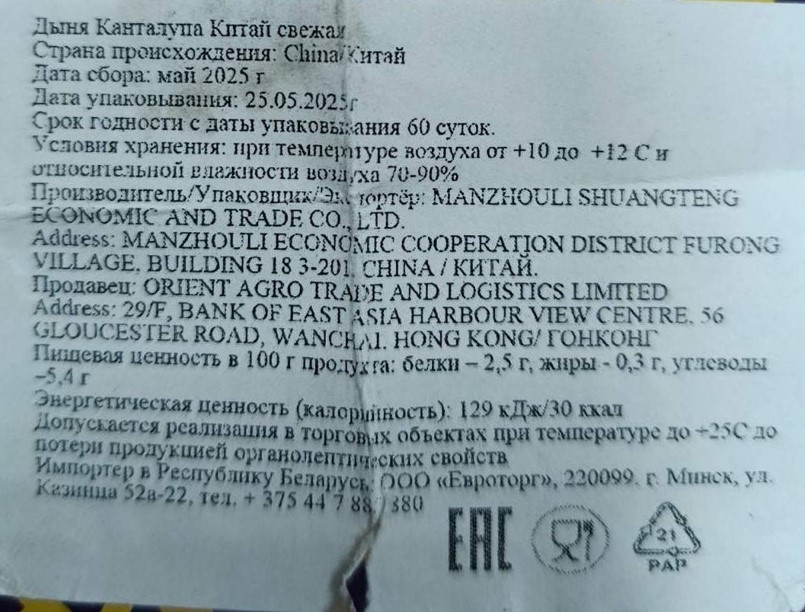 Дыня Канталупа Китай свежая
Страна происхождения: China/Китай
Дата сбора: май 2025 г
Дата упаковывания: 25.05.2025г
Срок годности с даты упаковывания 60 суток.
Условия хранения: при температуре воздуха от +10 до +12 С и
относительной влажности воздуха 70-90%
Производитель/Упаковщик/Экспортёр: MANZHOULI SHUANGTENG
ECONOMIC AND TRADE CO., LTD.
Address: MANZHOULI ECONOMIC COOPERATION DISTRICT FURONG
VILLAGE, BUILDING 18 3-201, CHINA / КИТАЙ.
Продавец: ORIENT AGRO TRADE AND LOGISTICS LIMITED
Address: 29/F, BANK OF EAST ASIA HARBOUR VIEW CENTRE, 56
GLOUCESTER ROAD, WANCHAI, HONG KONG/ ГОНКОНГ
Пищевая ценность в 100 г продукта: белки – 2,5 г, жиры - 0,3 г, углеводы
–5,4 г
Энергетическая ценность (калорийность): 129 кДж/30 ккал
Допускается реализация в торговых объектах при температуре до +25С до
потери продукцией органолептических свойств
Импортер в Республику Беларусь: ООО «Евроторг», 220099, г. Минск, ул.
Казинца 52а-22, тел. + 375 44 7 88 380
ЕАС
21
PAP